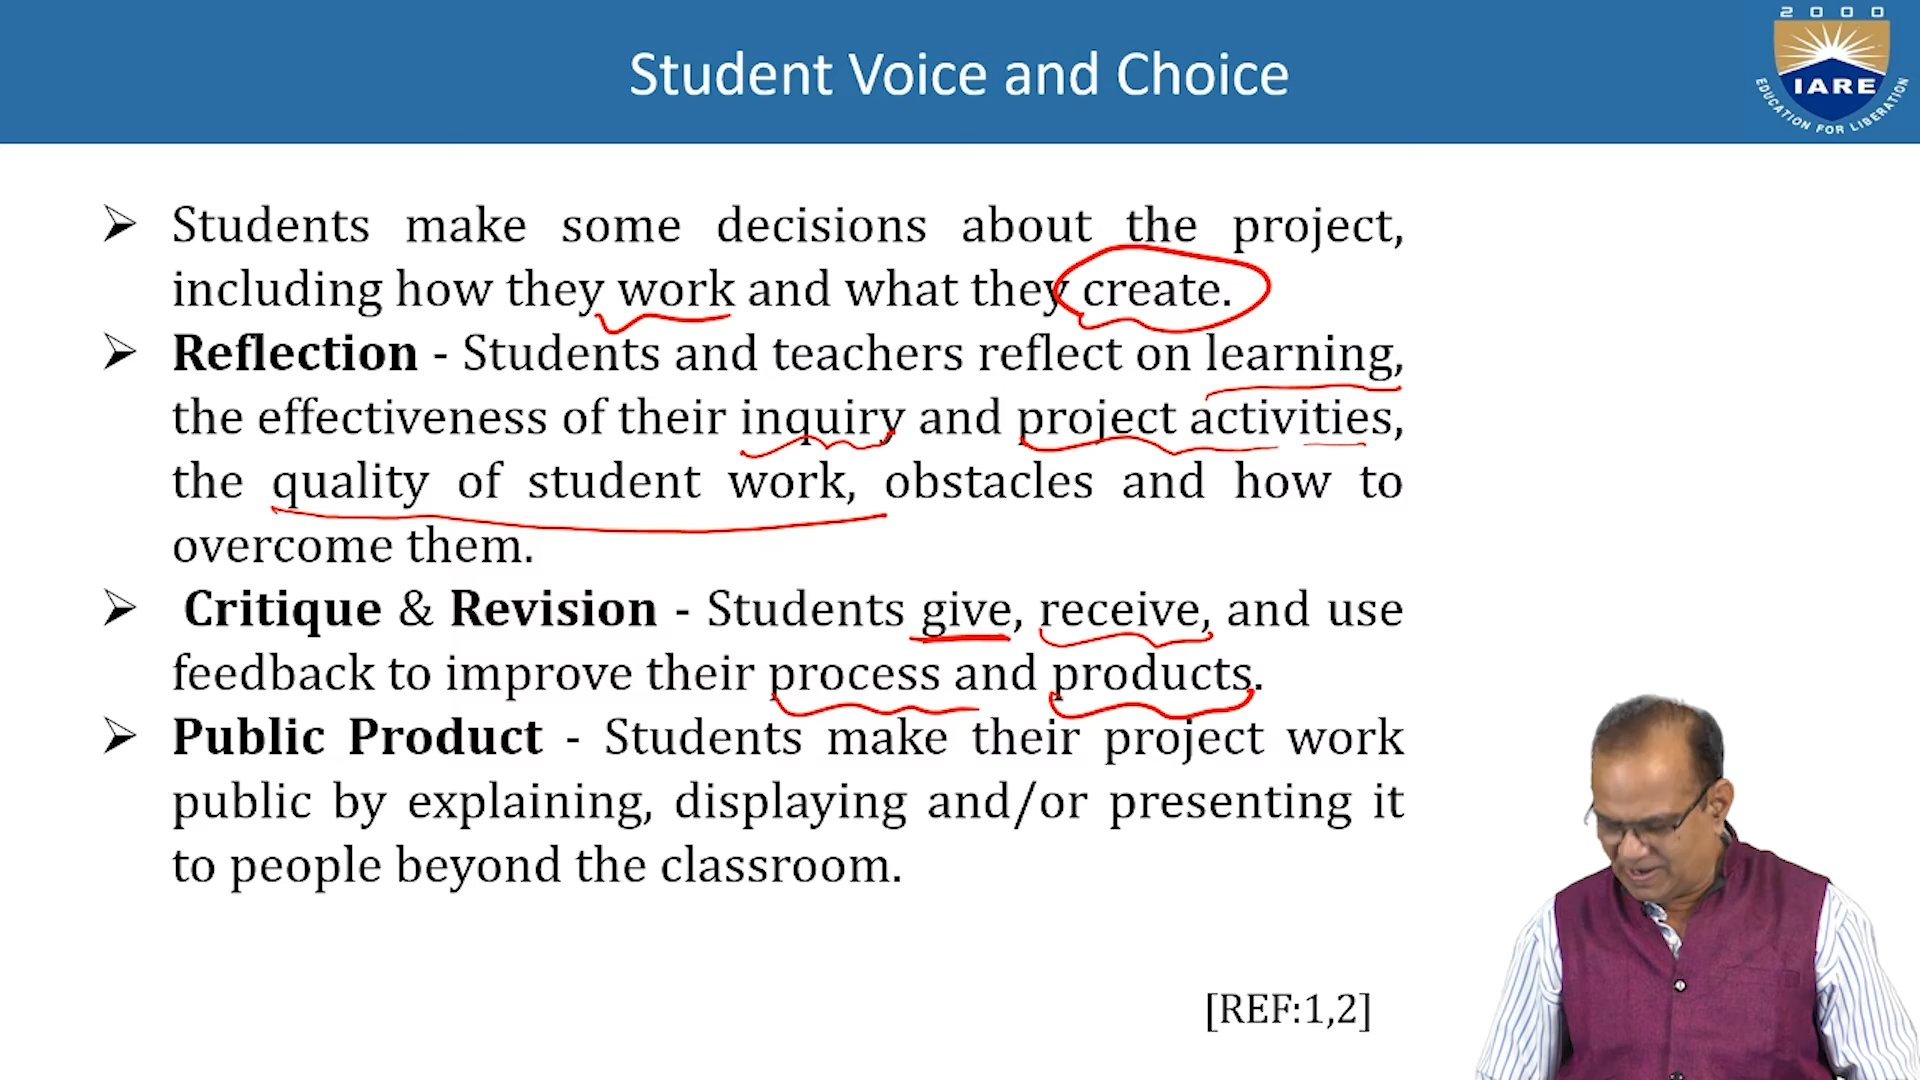 Student Voice and Choice
2000
IARE
EDUCATION FOR LIBERATION
➢ Students make some decisions about the project,
including how they work and what they create.
➢ Reflection - Students and teachers reflect on learning,
the effectiveness of their inquiry and project activities,
the quality of student work, obstacles and how to
overcome them.
➢ Critique & Revision - Students give, receive, and use
feedback to improve their process and products.
➢ Public Product - Students make their project work
public by explaining, displaying and/or presenting it
to people beyond the classroom.
[REF:1,2]